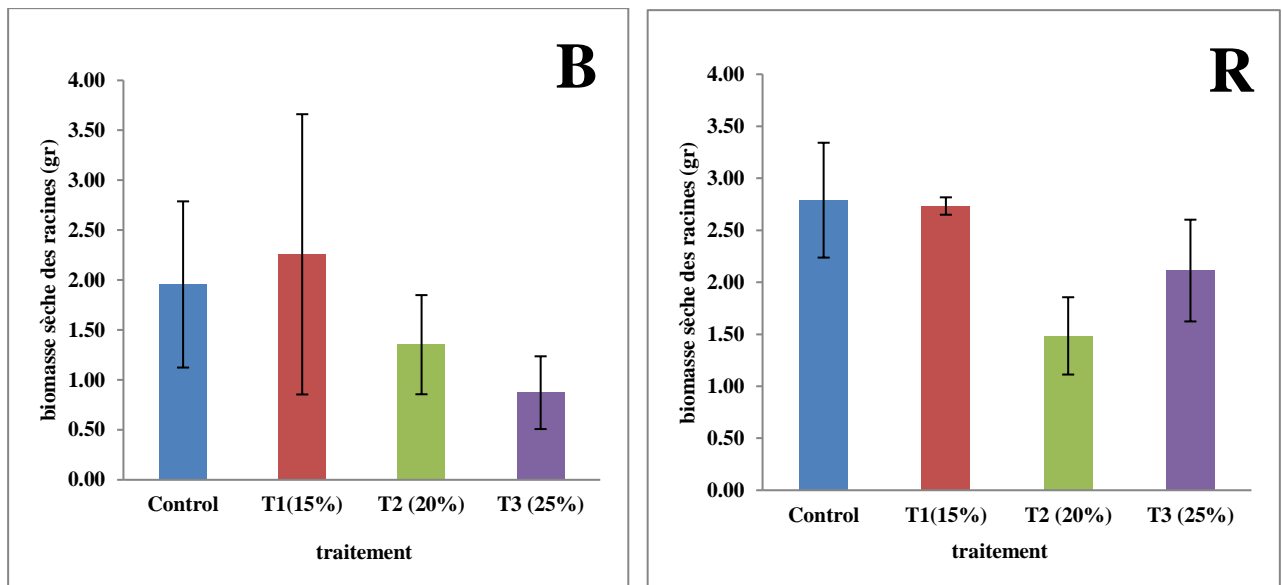 B
biomasse sèche des racines (gr)
4.00
3.50
3.00
2.50
2.00
1.50
1.00
0.50
0.00
Control T1(15%) T2 (20%) T3 (25%)
traitement
R
biomasse sèche des racines (gr)
4.00
3.50
3.00
2.50
2.00
1.50
1.00
0.50
0.00
Control T1(15%) T2 (20%) T3 (25%)
traitement